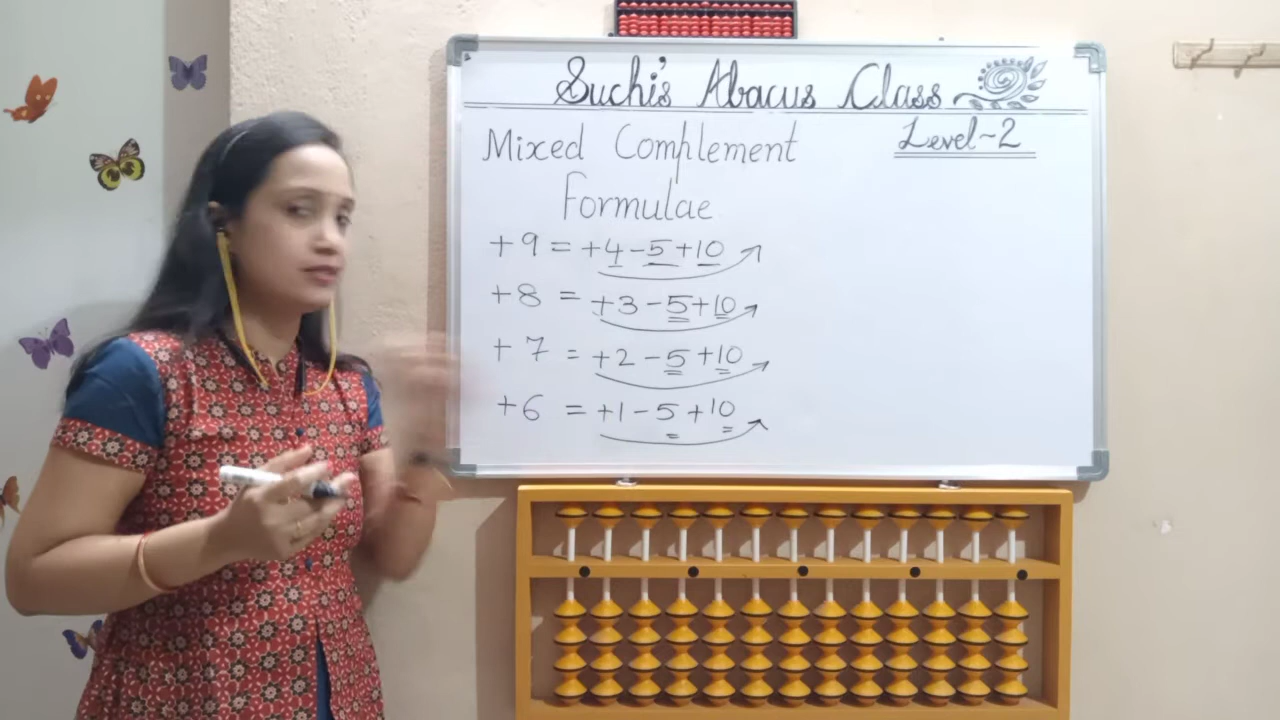 Suchi's Abacus Class
Level-2
Mixed Complement
Formulae
+9 = +4-5+10
+8 = +3-5+10
+7 = +2-5+10
+6 = +1-5+10